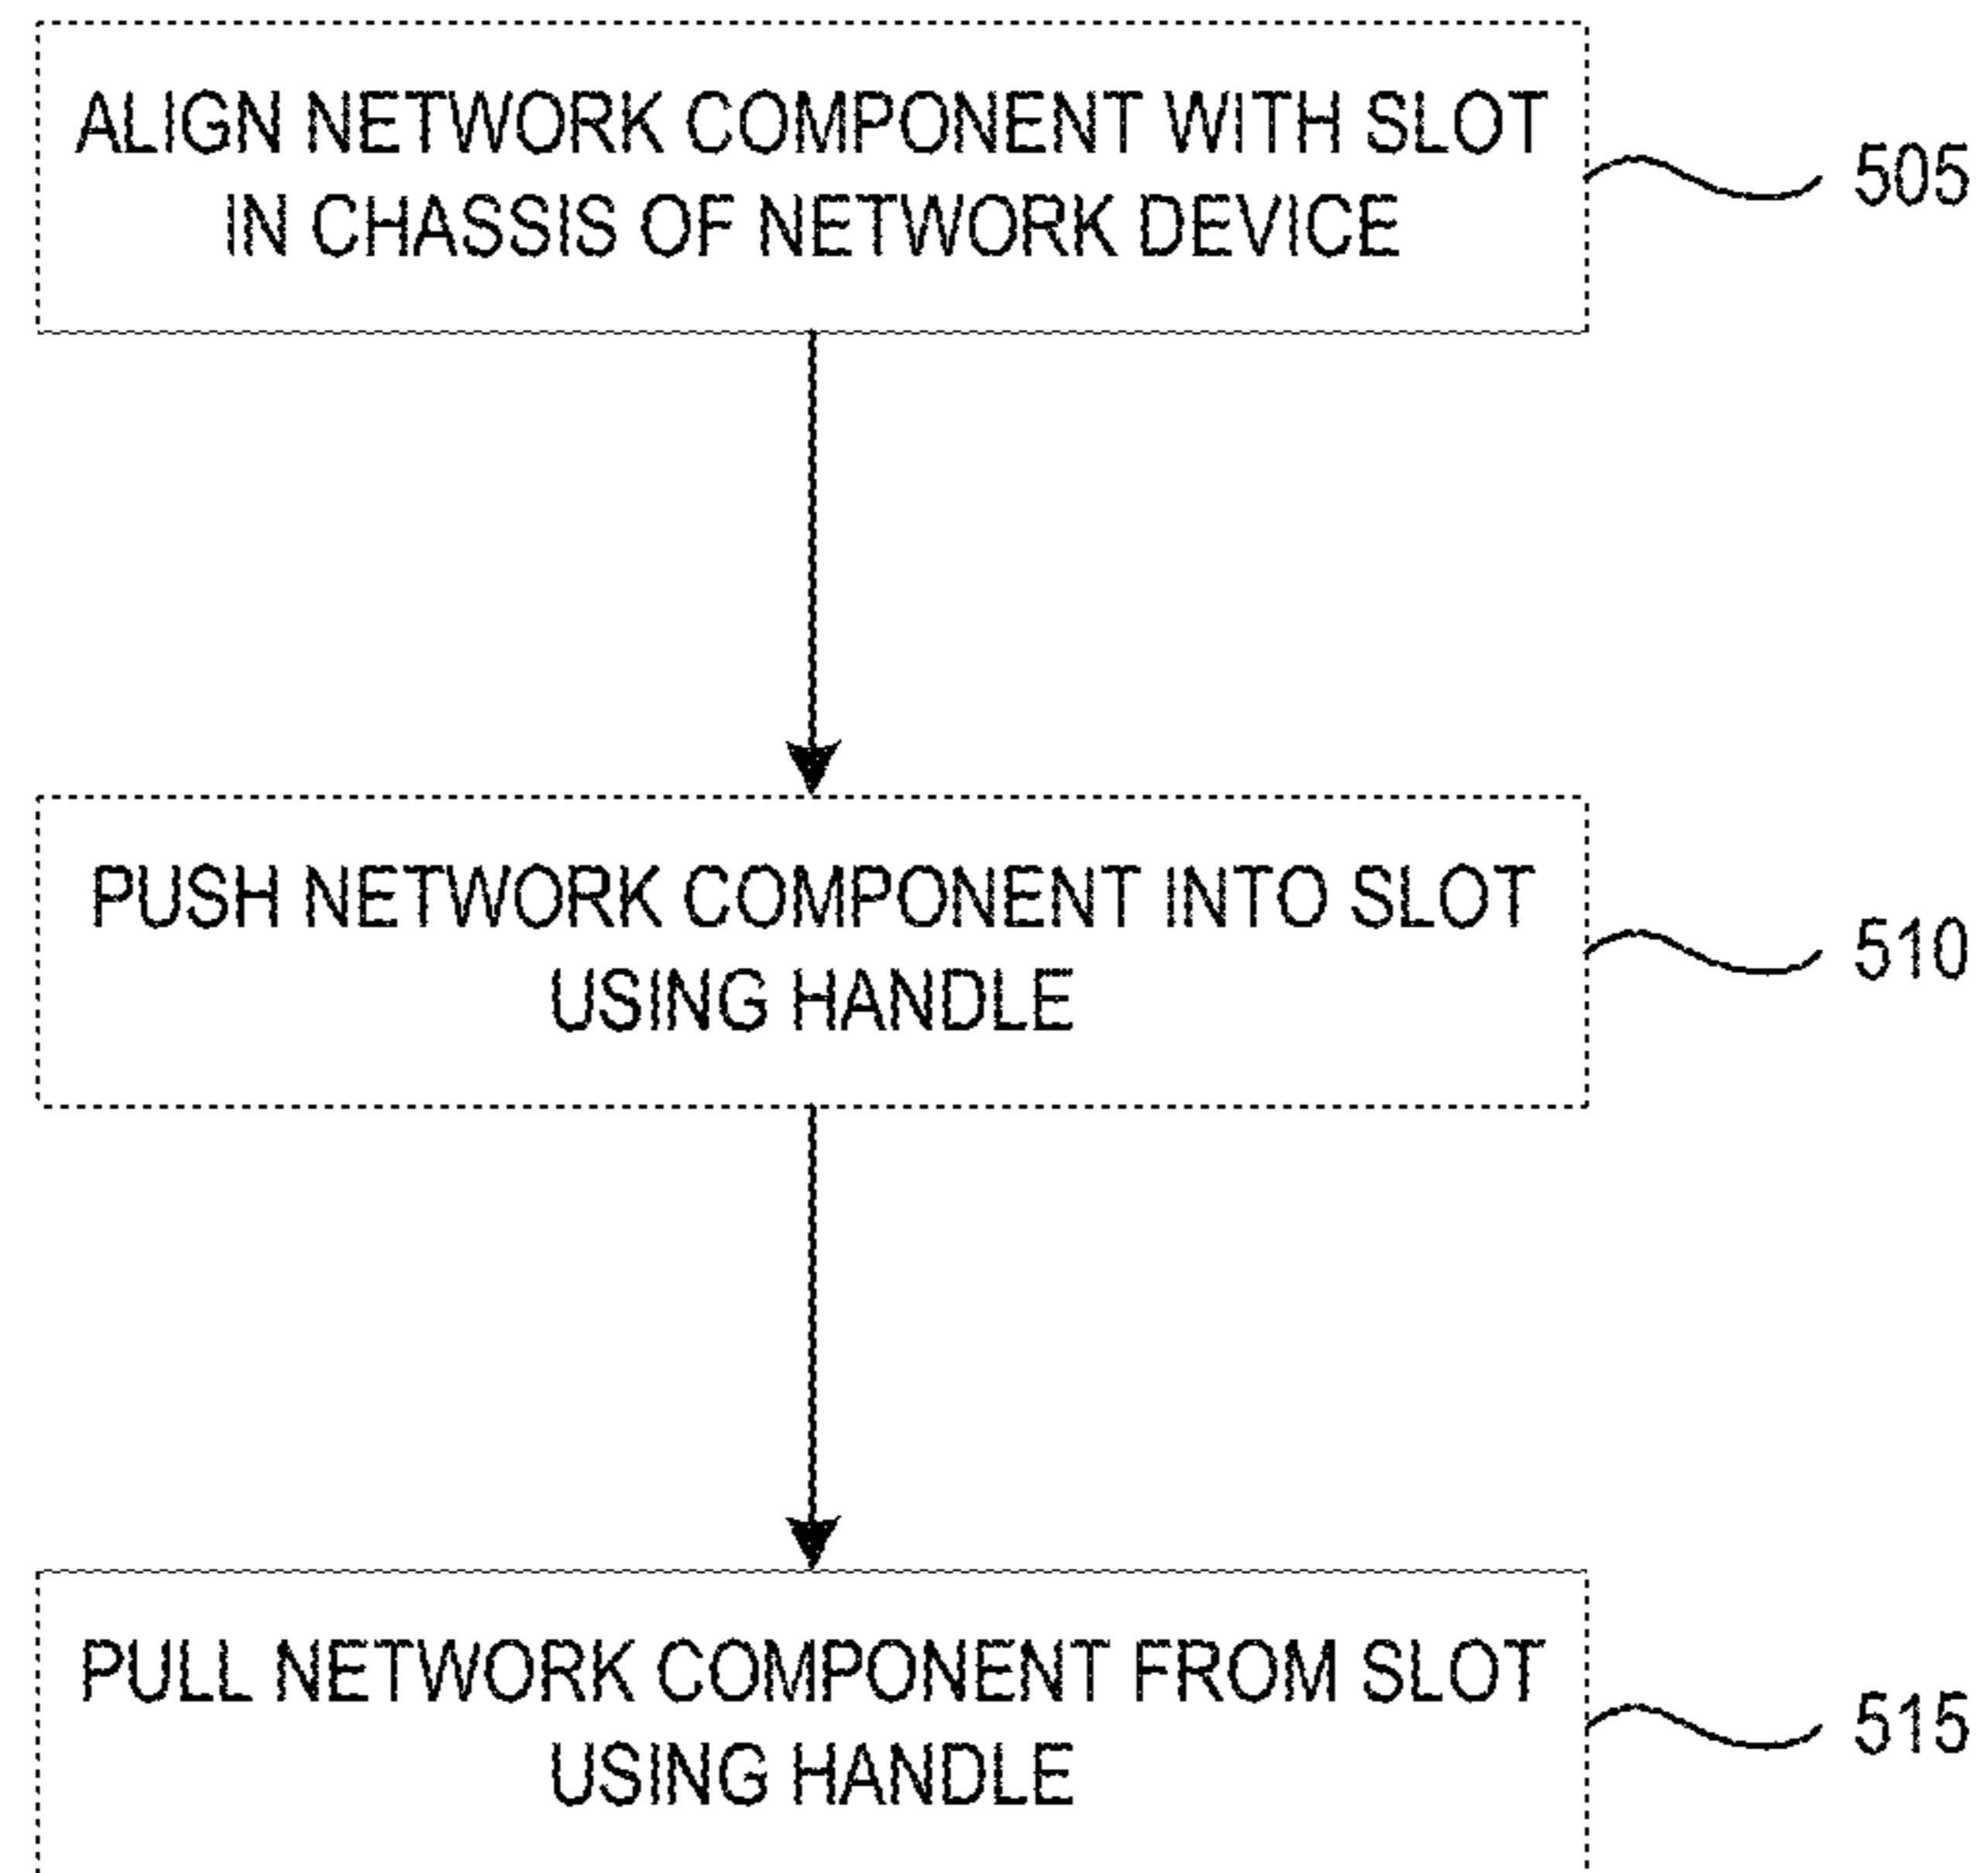 ALIGN NETWORK COMPONENT WITH SLOT
IN CHASSIS OF NETWORK DEVICE
505
PUSH NETWORK COMPONENT INTO SLOT
USING HANDLE
510
PULL NETWORK COMPONENT FROM SLOT
USING HANDLE
515